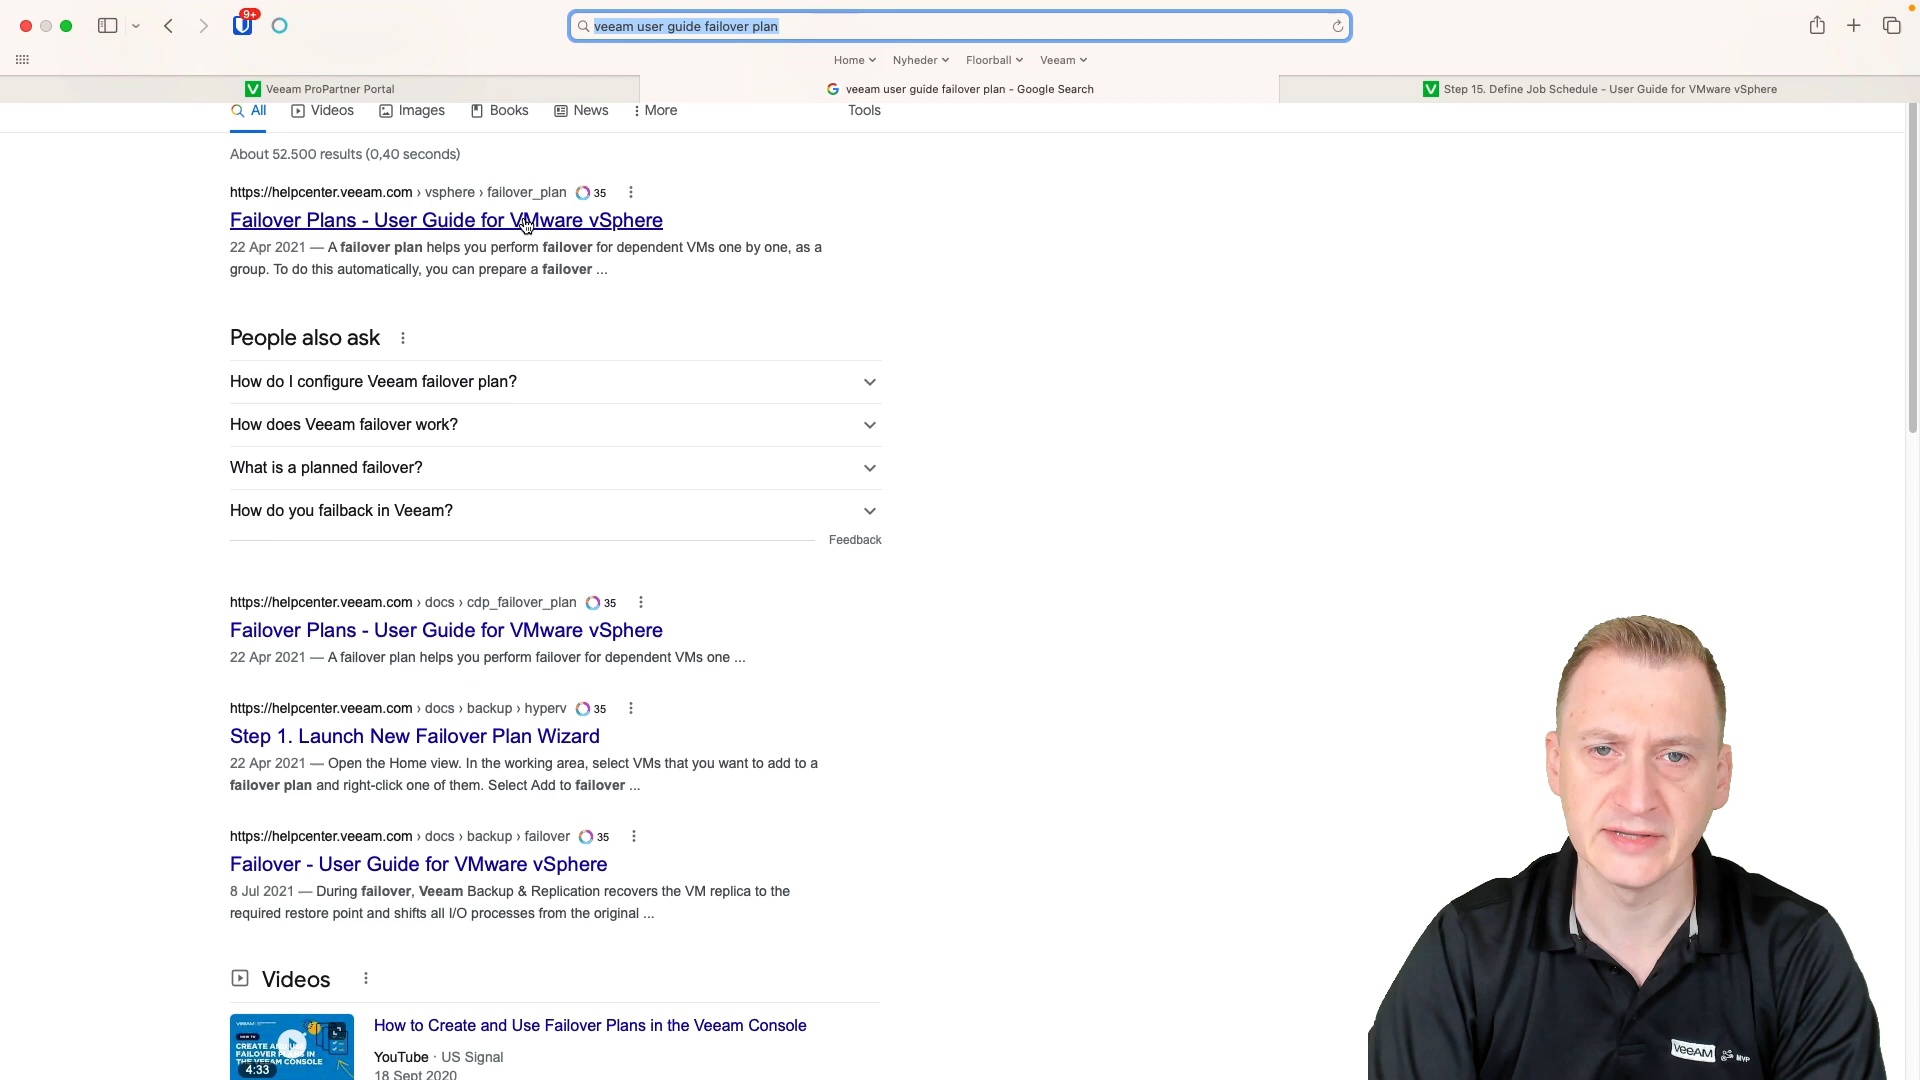 9+
veeam user guide failover plan
Home Nyheder Floorball Veeam
Veeam ProPartner Portal
veeam user guide failover plan - Google Search
Step 15. Define Job Schedule - User Guide for VMware vSphere
All Videos Images Books News More Tools
About 52.500 results (0,40 seconds)
https://helpcenter.veeam.com › vsphere › failover_plan 35
Failover Plans - User Guide for VMware vSphere
22 Apr 2021 — A failover plan helps you perform failover for dependent VMs one by one, as a
group. To do this automatically, you can prepare a failover ...
People also ask
How do I configure Veeam failover plan?
How does Veeam failover work?
What is a planned failover?
How do you failback in Veeam?
Feedback
https://helpcenter.veeam.com › docs › cdp_failover_plan 35
Failover Plans - User Guide for VMware vSphere
22 Apr 2021 — A failover plan helps you perform failover for dependent VMs one ...
https://helpcenter.veeam.com › docs › backup › hyperv 35
Step 1. Launch New Failover Plan Wizard
22 Apr 2021 — Open the Home view. In the working area, select VMs that you want to add to a
failover plan and right-click one of them. Select Add to failover ...
https://helpcenter.veeam.com › docs › backup › failover 35
Failover - User Guide for VMware vSphere
8 Jul 2021 — During failover, Veeam Backup & Replication recovers the VM replica to the
required restore point and shifts all I/O processes from the original ...
Videos
How to Create and Use Failover Plans in the Veeam Console
YouTube · US Signal
18 Sept 2020
CREATE AND USE
FAILOVER PLANS IN
THE VEEAM CONSOLE
4:33
veeAM MVP